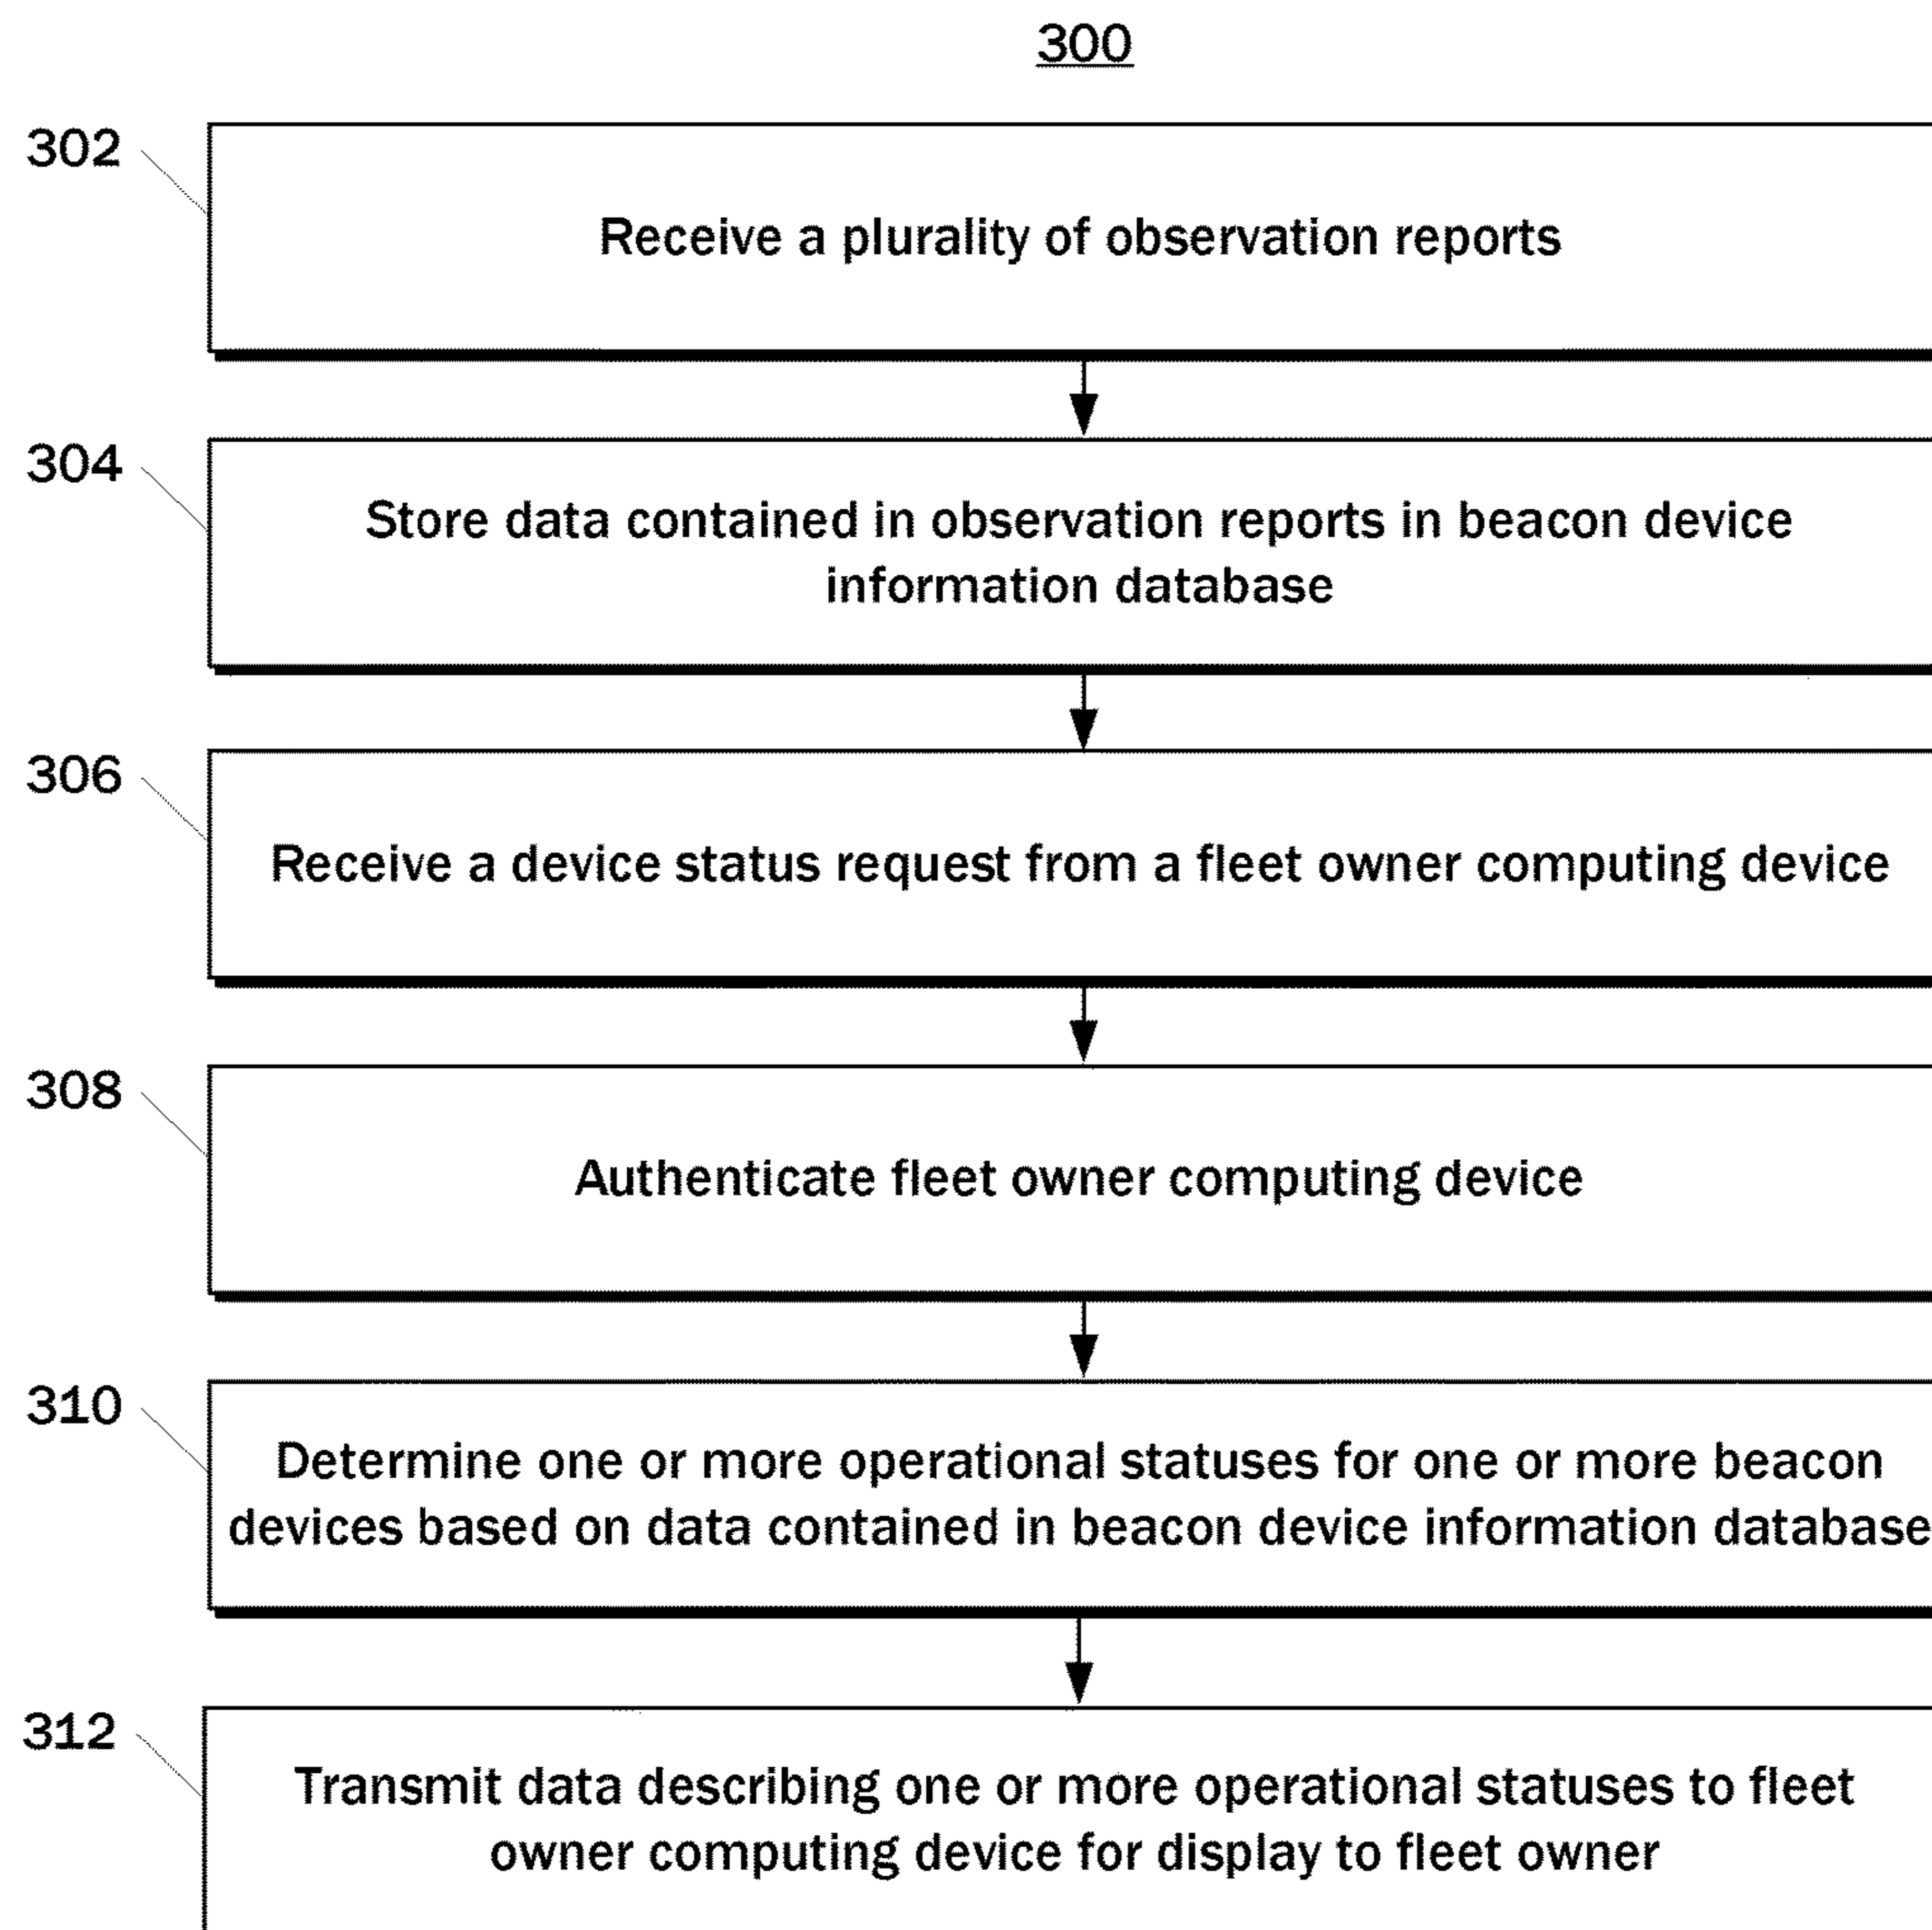 300
302
Receive a plurality of observation reports
304
Store data contained in observation reports in beacon device
information database
306
Receive a device status request from a fleet owner computing device
308
Authenticate fleet owner computing device
310
Determine one or more operational statuses for one or more beacon
devices based on data contained in beacon device information database
312
Transmit data describing one or more operational statuses to fleet
owner computing device for display to fleet owner